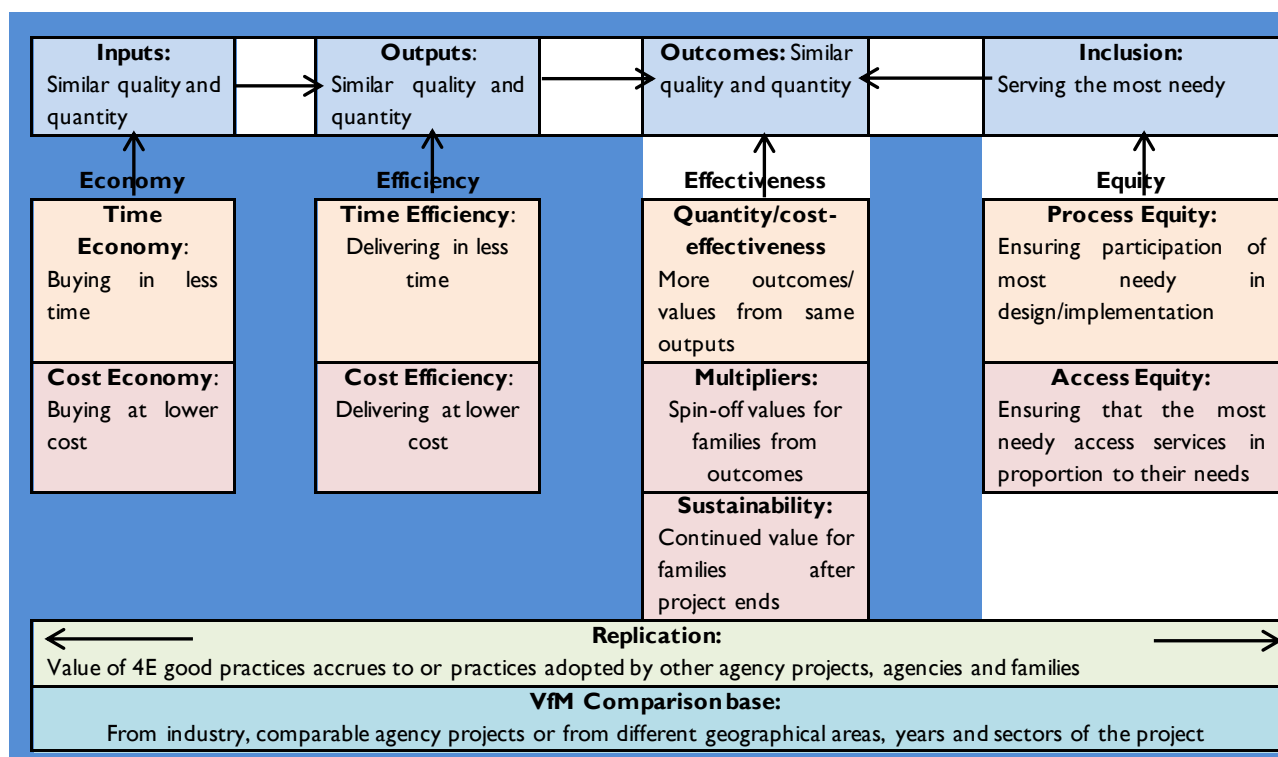 Inputs:
Similar quality and
quantity
Outputs:
Similar quality and
quantity
Outcomes: Similar
quality and quantity
Inclusion:
Serving the most needy
Economy
Efficiency
Effectiveness
Equity
Time
Economy:
Buying in less
time
Time Efficiency:
Delivering in less
time
Quantity/cost-
effectiveness
More outcomes/
values from same
outputs
Process Equity:
Ensuring participation of
most needy in
design/implementation
Cost Economy:
Buying at lower
cost
Cost Efficiency:
Delivering at lower
cost
Multipliers:
Spin-off values for
families from
outcomes
Access Equity:
Ensuring that the most
needy access services in
proportion to their needs
Sustainability:
Continued value for
families after
project ends
Replication:
Value of 4E good practices accrues to or practices adopted by other agency projects, agencies and families
VfM Comparison base:
From industry, comparable agency projects or from different geographical areas, years and sectors of the project